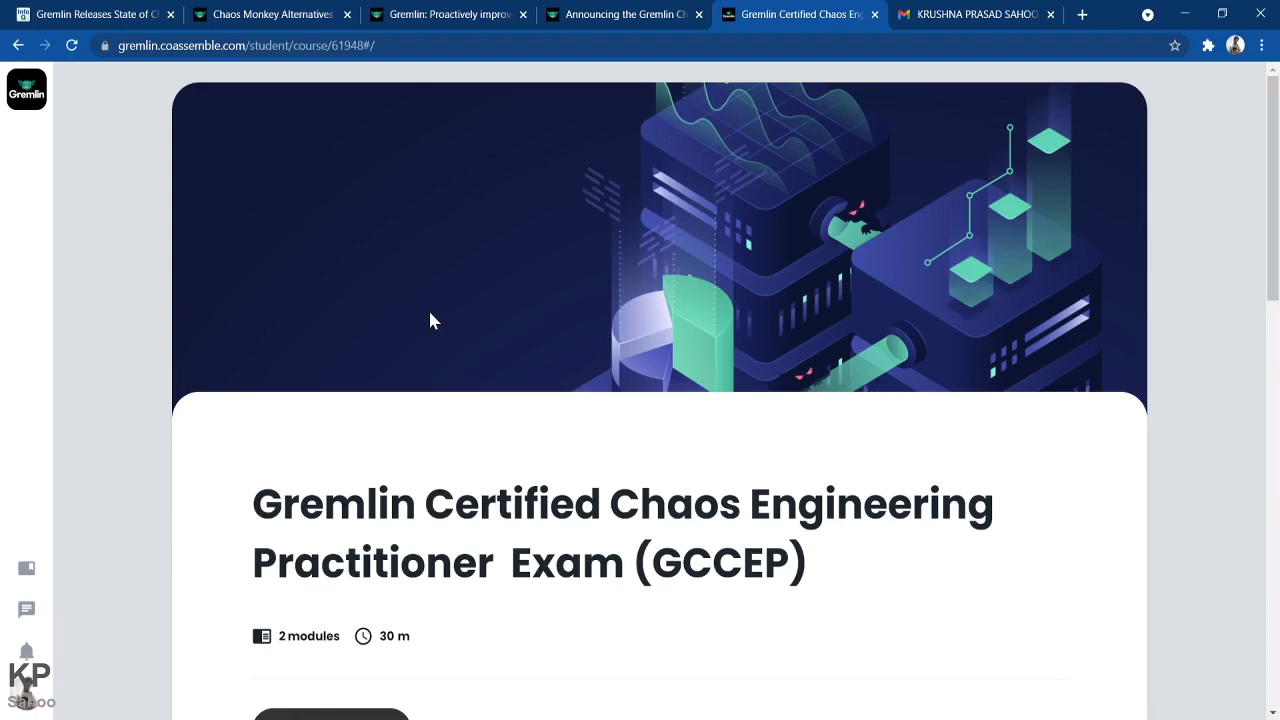 Gremlin Releases State of C
Chaos Monkey Alternatives
Gremlin: Proactively improv
Announcing the Gremlin Ch
Gremlin Certified Chaos Eng
KRUSHNA PRASAD SAHOO
gremlin.coassemble.com/student/course/61948#/
Gremlin
Gremlin Certified Chaos Engineering
Practitioner Exam (GCCEP)
2 modules 30 m
KP
Sahoo